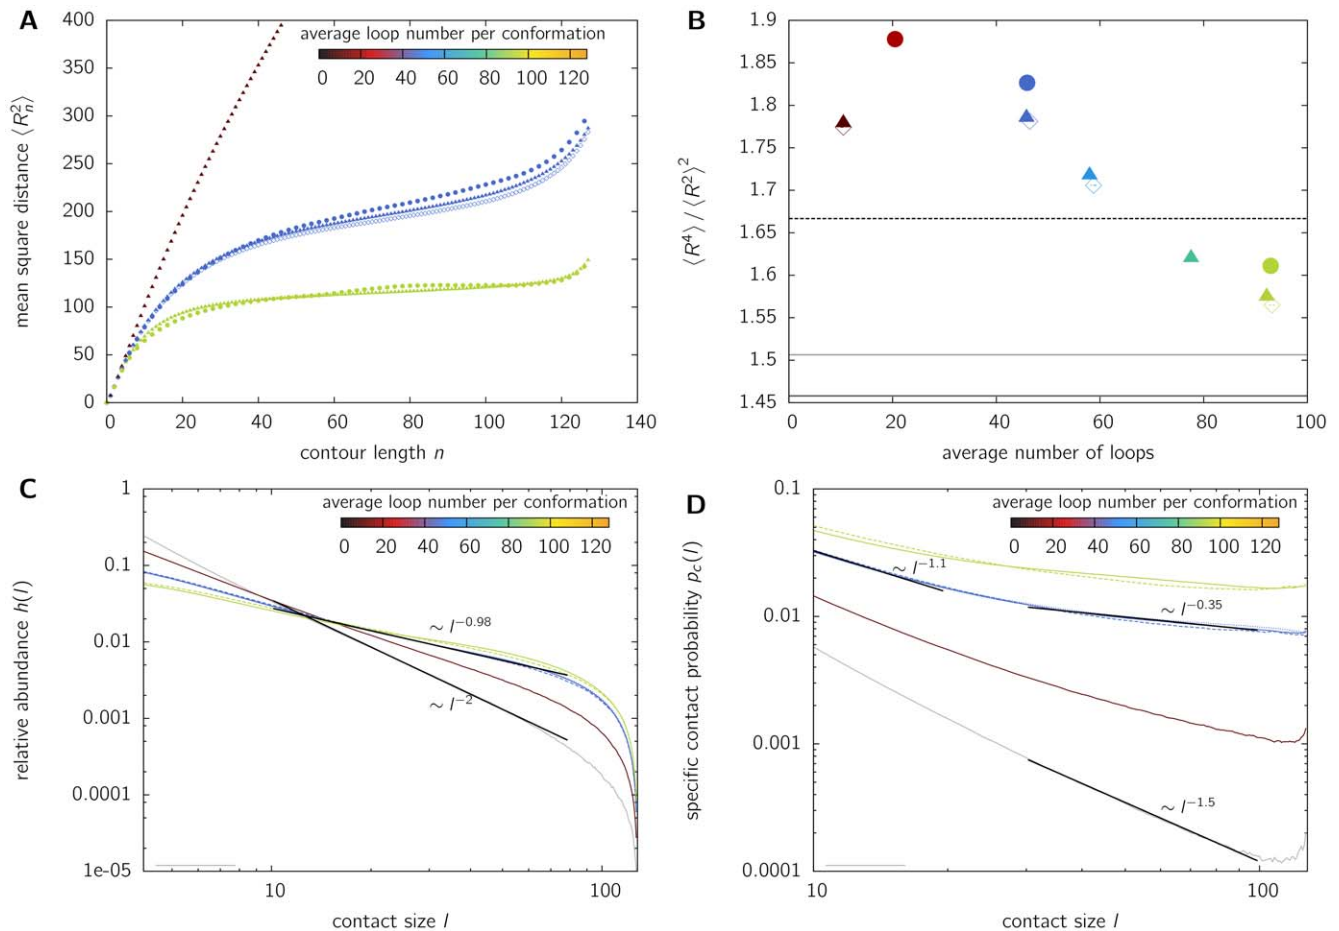 A
400
350
300
250
200
150
100
50
0
mean square distance ⟨R²ₙ⟩
average loop number per conformation
0 20 40 60 80 100 120
0 20 40 60 80 100 120 140
contour length n
B
1.9
1.85
1.8
1.75
1.7
1.65
1.6
1.55
1.5
1.45
⟨R⁴⟩ / ⟨R²⟩²
0 20 40 60 80 100
average number of loops
C
1
0.1
0.01
0.001
0.0001
1e-05
relative abundance h(l)
average loop number per conformation
0 20 40 60 80 100 120
~ l^-0.98
~ l^-2
10 100
contact size l
D
0.1
0.01
0.001
0.0001
specific contact probability p_c(l)
average loop number per conformation
0 20 40 60 80 100 120
~ l^-1.1
~ l^-0.35
~ l^-1.5
10 100
contact size l